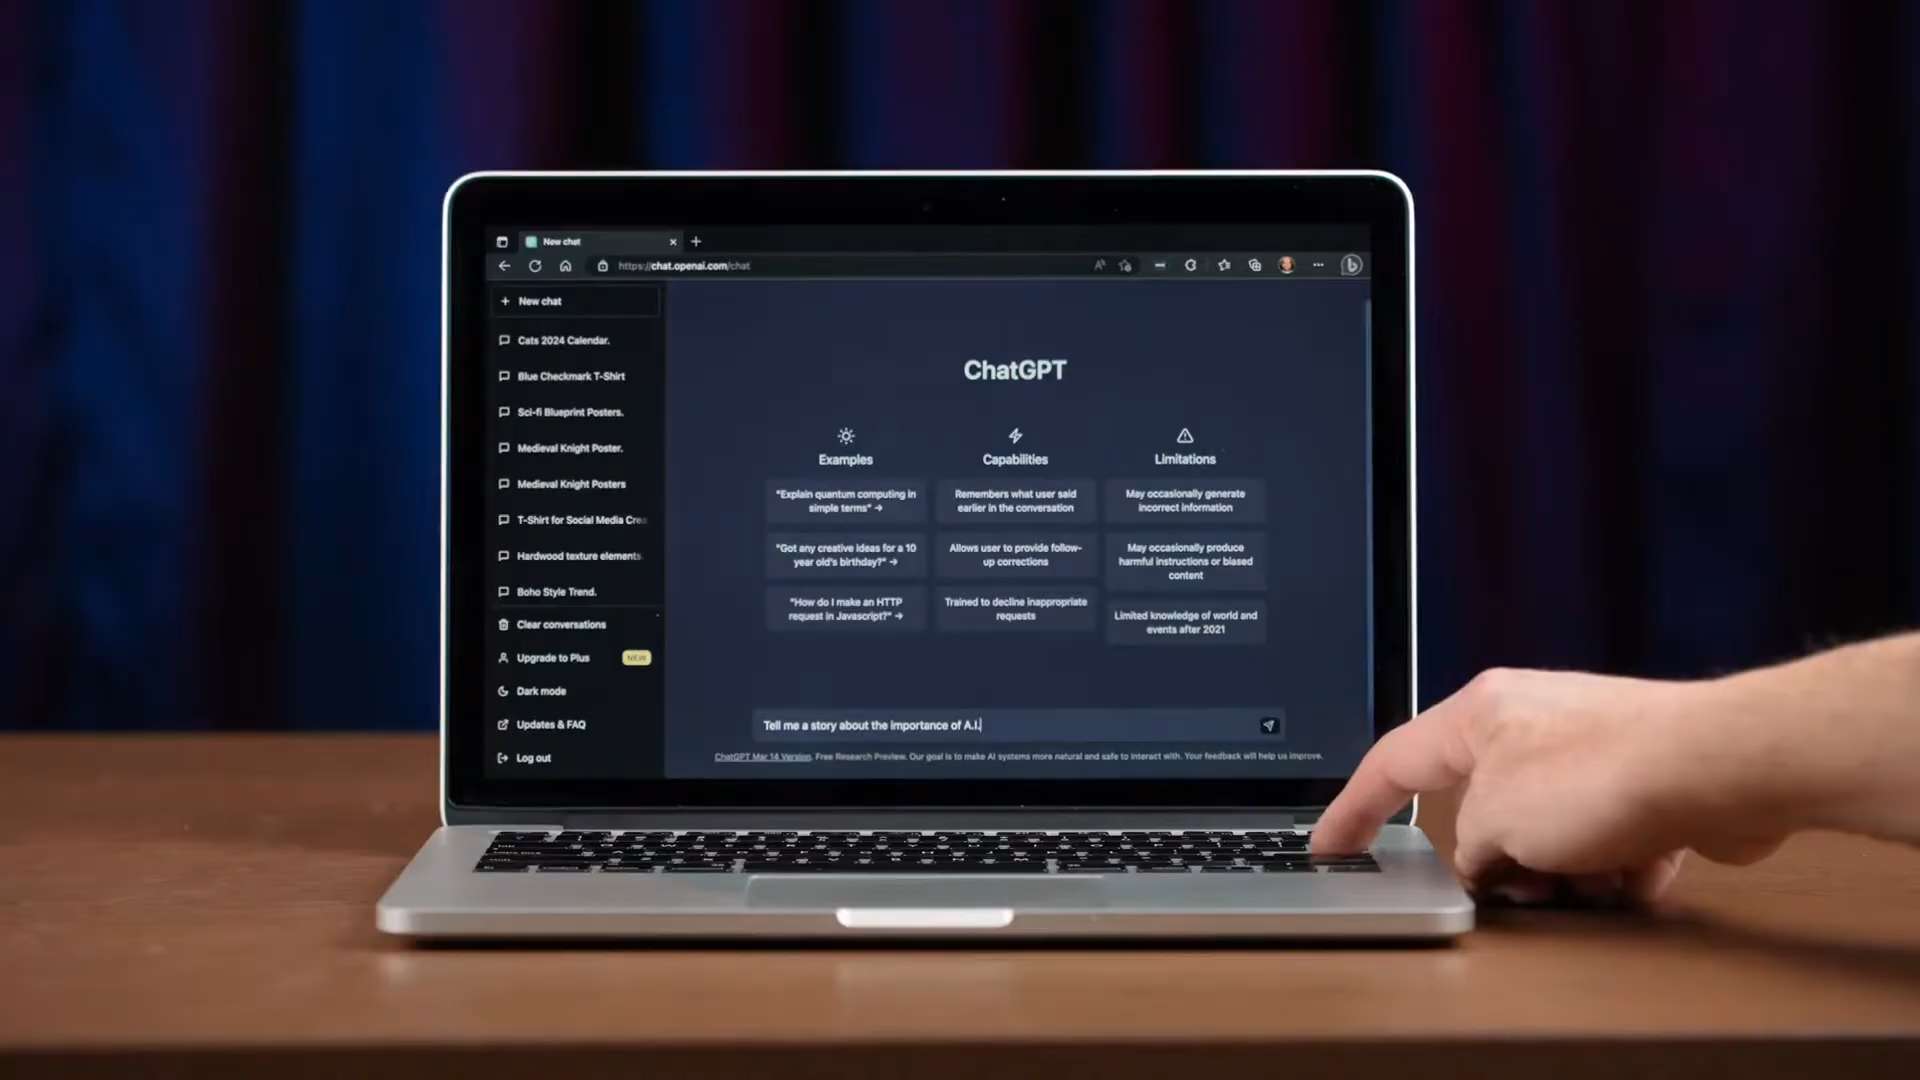 New chat
https://chat.openai.com/chat
New chat
Cats 2024 Calendar.
Blue Checkmark T-Shirt
Sci-fi Blueprint Posters.
Medieval Knight Poster.
Medieval Knight Posters
T-Shirt for Social Media Crea
Hardwood texture elements.
Boho Style Trend.
Clear conversations
Upgrade to Plus
NEW
Dark mode
Updates & FAQ
Log out
ChatGPT
Examples
"Explain quantum computing in
simple terms" →
"Got any creative ideas for a 10
year old's birthday?" →
"How do I make an HTTP
request in Javascript?" →
Capabilities
Remembers what user said
earlier in the conversation
Allows user to provide follow-
up corrections
Trained to decline inappropriate
requests
Limitations
May occasionally generate
incorrect information
May occasionally produce
harmful instructions or biased
content
Limited knowledge of world and
events after 2021
Tell me a story about the importance of A.I.
ChatGPT Mar 14 Version. Free Research Preview. Our goal is to make AI systems more natural and safe to interact with. Your feedback will help us improve.